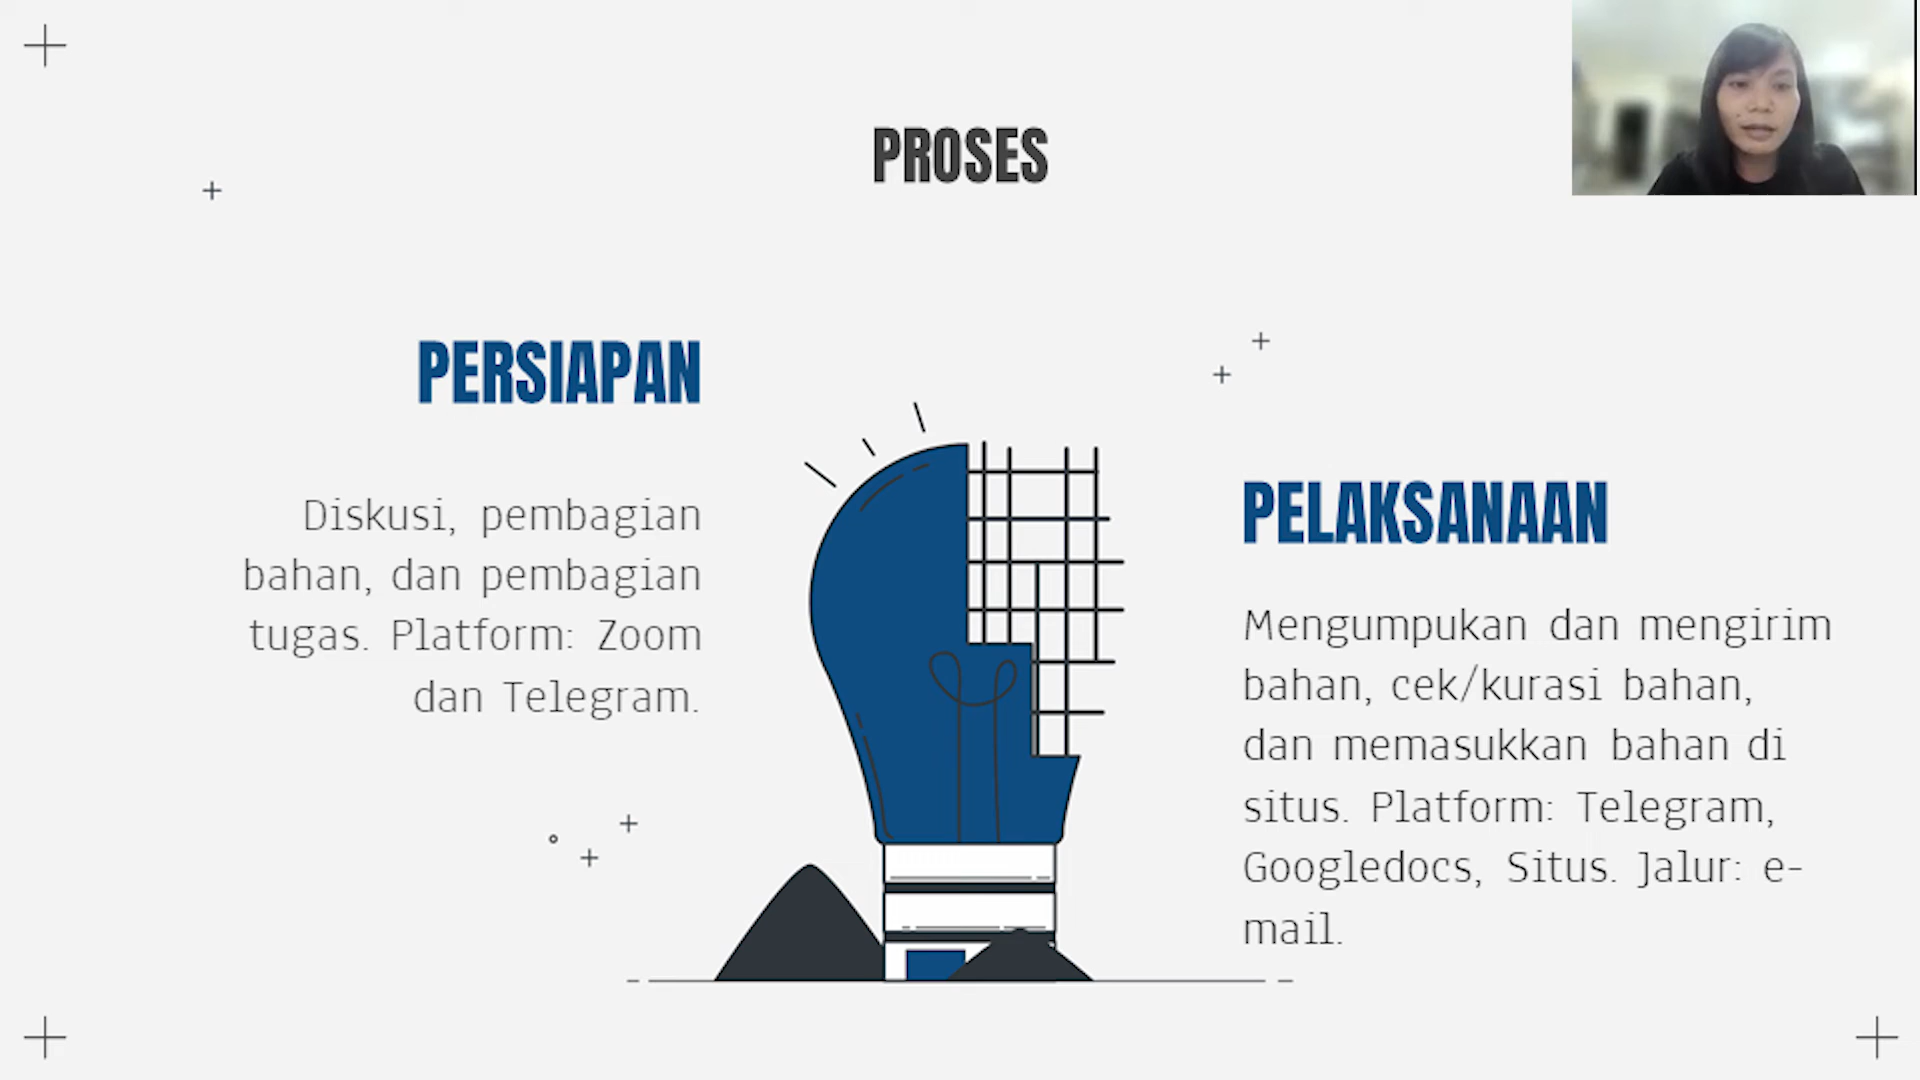 PROSES
PERSIAPAN
Diskusi, pembagian
bahan, dan pembagian
tugas. Platform: Zoom
dan Telegram.
PELAKSANAAN
Mengumpukan dan mengirim
bahan, cek/kurasi bahan,
dan memasukkan bahan di
situs. Platform: Telegram,
Googledocs, Situs. Jalur: e-
mail.